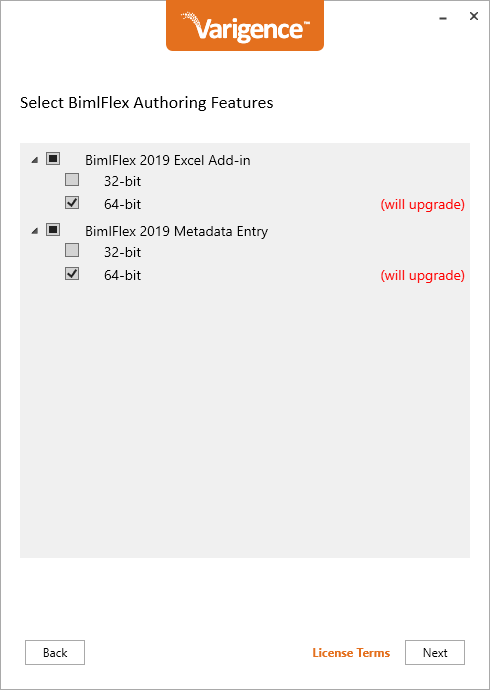 Varigence™
Select BimlFlex Authoring Features
BimlFlex 2019 Excel Add-in
32-bit
64-bit (will upgrade)
BimlFlex 2019 Metadata Entry
32-bit
64-bit (will upgrade)
Back License Terms Next